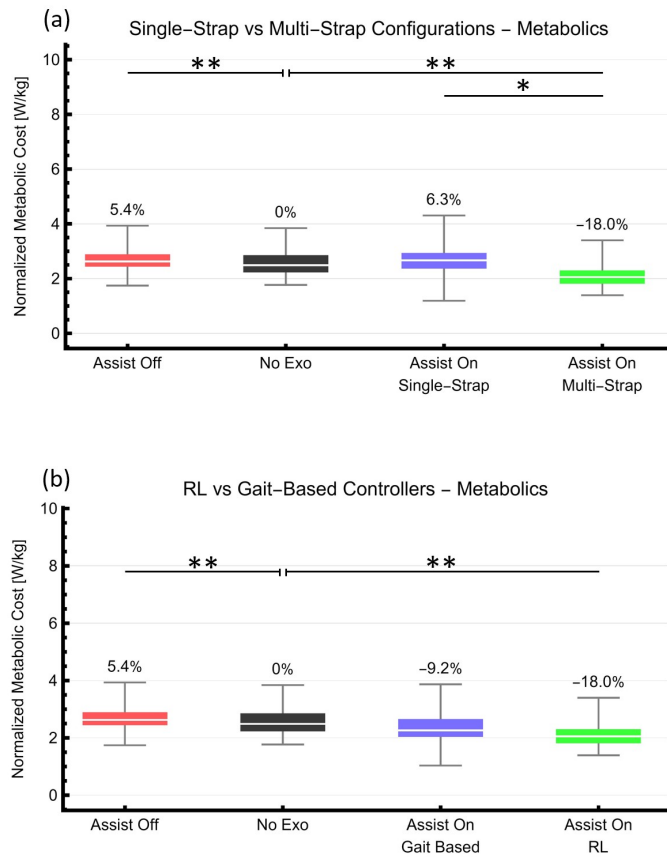 (a)
Single−Strap vs Multi−Strap Configurations − Metabolics
Normalized Metabolic Cost [W/kg]
10
8
6
4
2
0
** **
*
5.4% 0% 6.3% −18.0%
Assist Off No Exo Assist On Assist On
Single−Strap Multi−Strap
(b)
RL vs Gait−Based Controllers − Metabolics
Normalized Metabolic Cost [W/kg]
10
8
6
4
2
0
** **
5.4% 0% −9.2% −18.0%
Assist Off No Exo Assist On Assist On
Gait Based RL